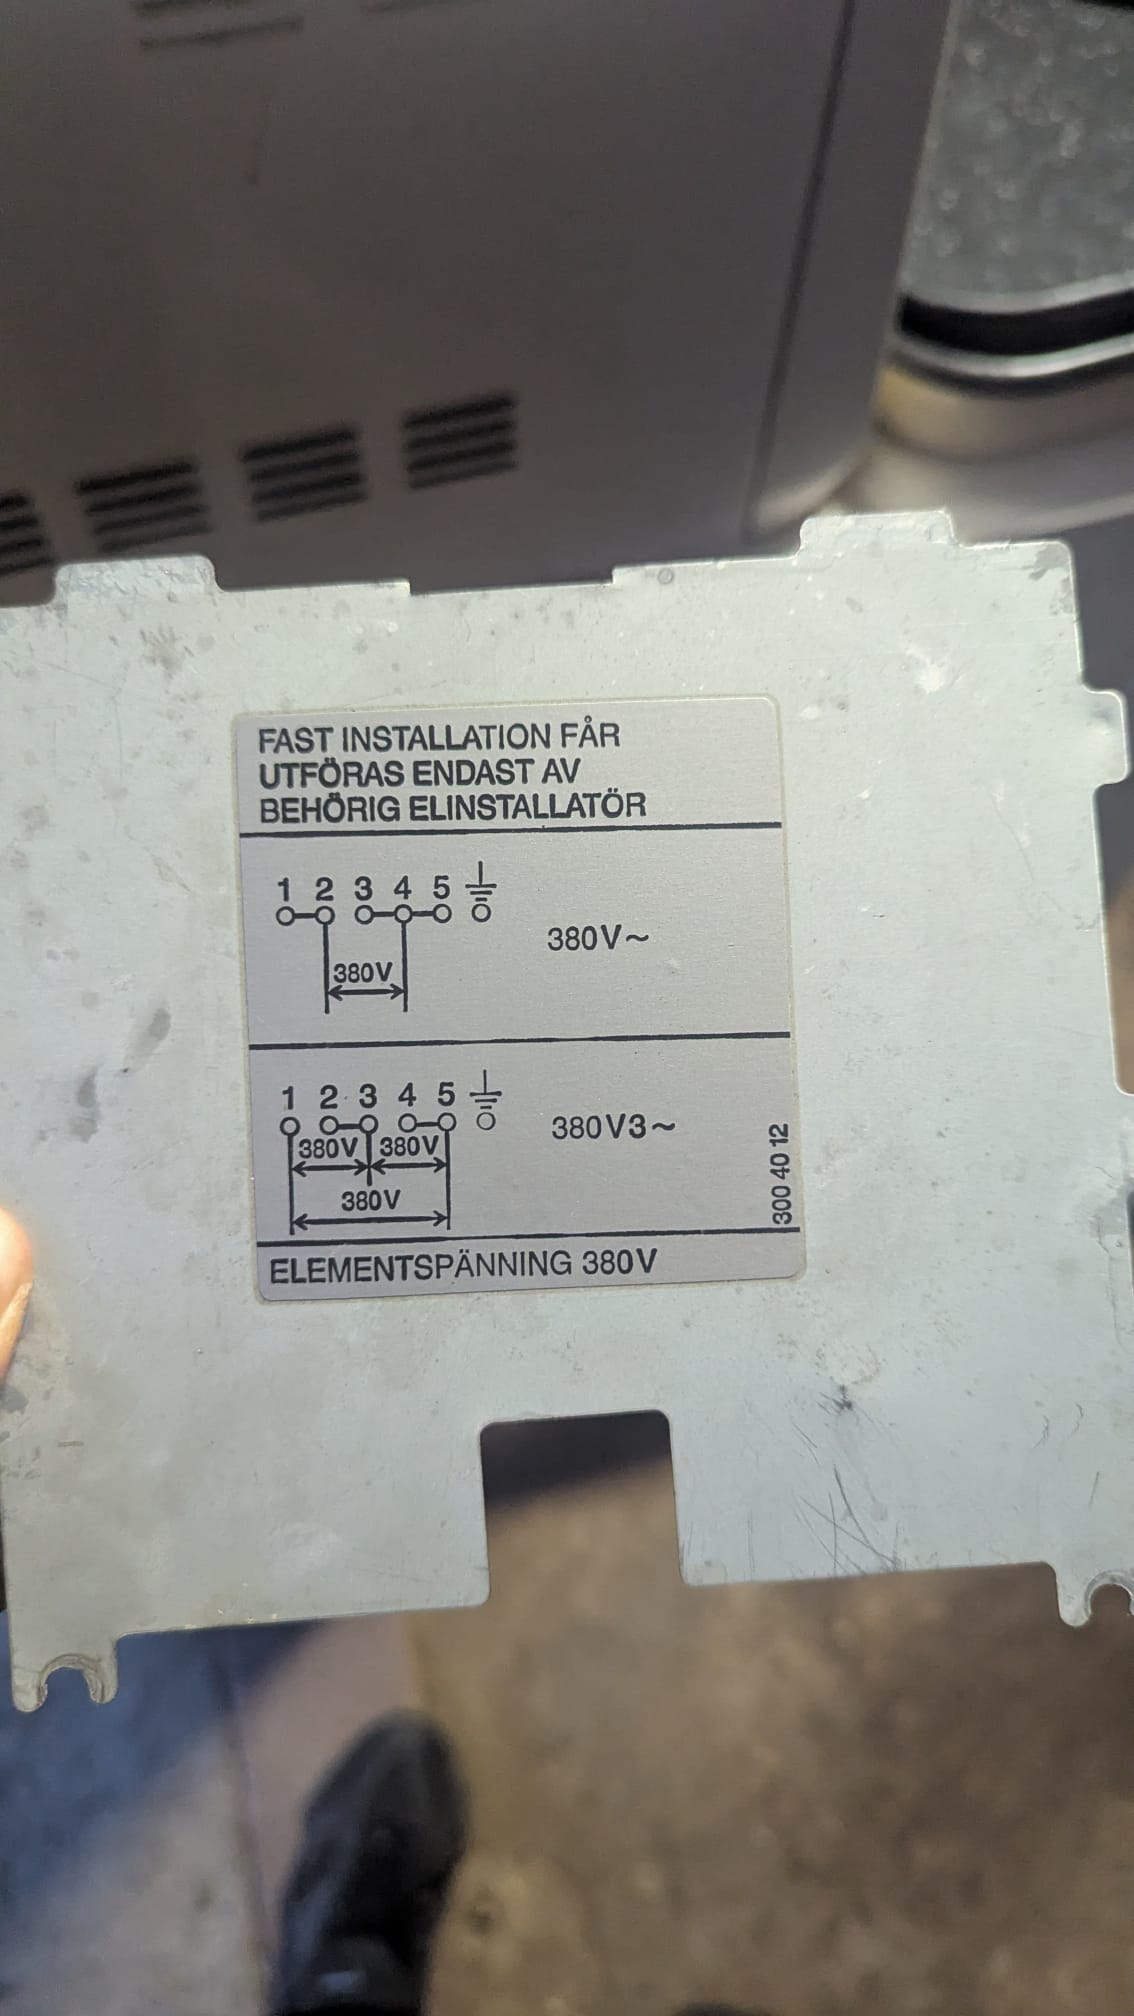 FAST INSTALLATION FÅR
UTFÖRAS ENDAST AV
BEHÖRIG ELINSTALLATÖR
1 2 3 4 5
380V~
380V
1 2 3 4 5
380V3~
380V 380V
380V
300 40 12
ELEMENTSPÄNNING 380V